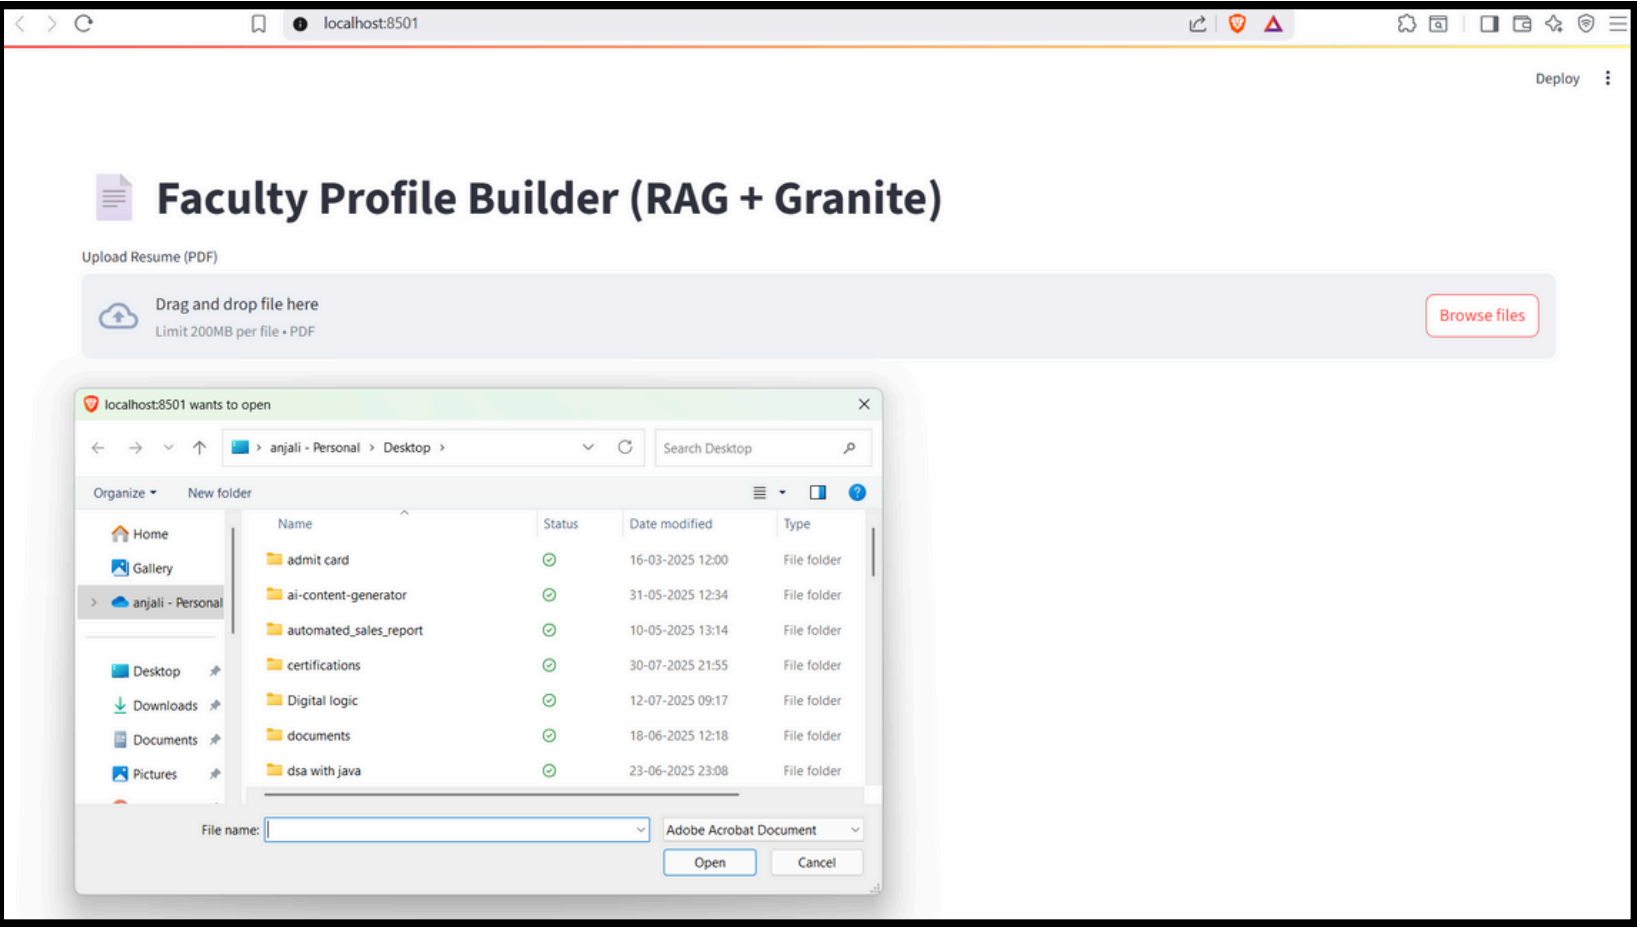 localhost:8501
Deploy
Faculty Profile Builder (RAG + Granite)
Upload Resume (PDF)
Drag and drop file here
Limit 200MB per file • PDF
Browse files
localhost:8501 wants to open
anjali - Personal > Desktop >
Search Desktop
Organize
New folder
Home
Gallery
anjali - Personal
Desktop
Downloads
Documents
Pictures
Name Status Date modified Type
admit card 16-03-2025 12:00 File folder
ai-content-generator 31-05-2025 12:34 File folder
automated_sales_report 10-05-2025 13:14 File folder
certifications 30-07-2025 21:55 File folder
Digital logic 12-07-2025 09:17 File folder
documents 18-06-2025 12:18 File folder
dsa with java 23-06-2025 23:08 File folder
File name:
Adobe Acrobat Document
Open
Cancel